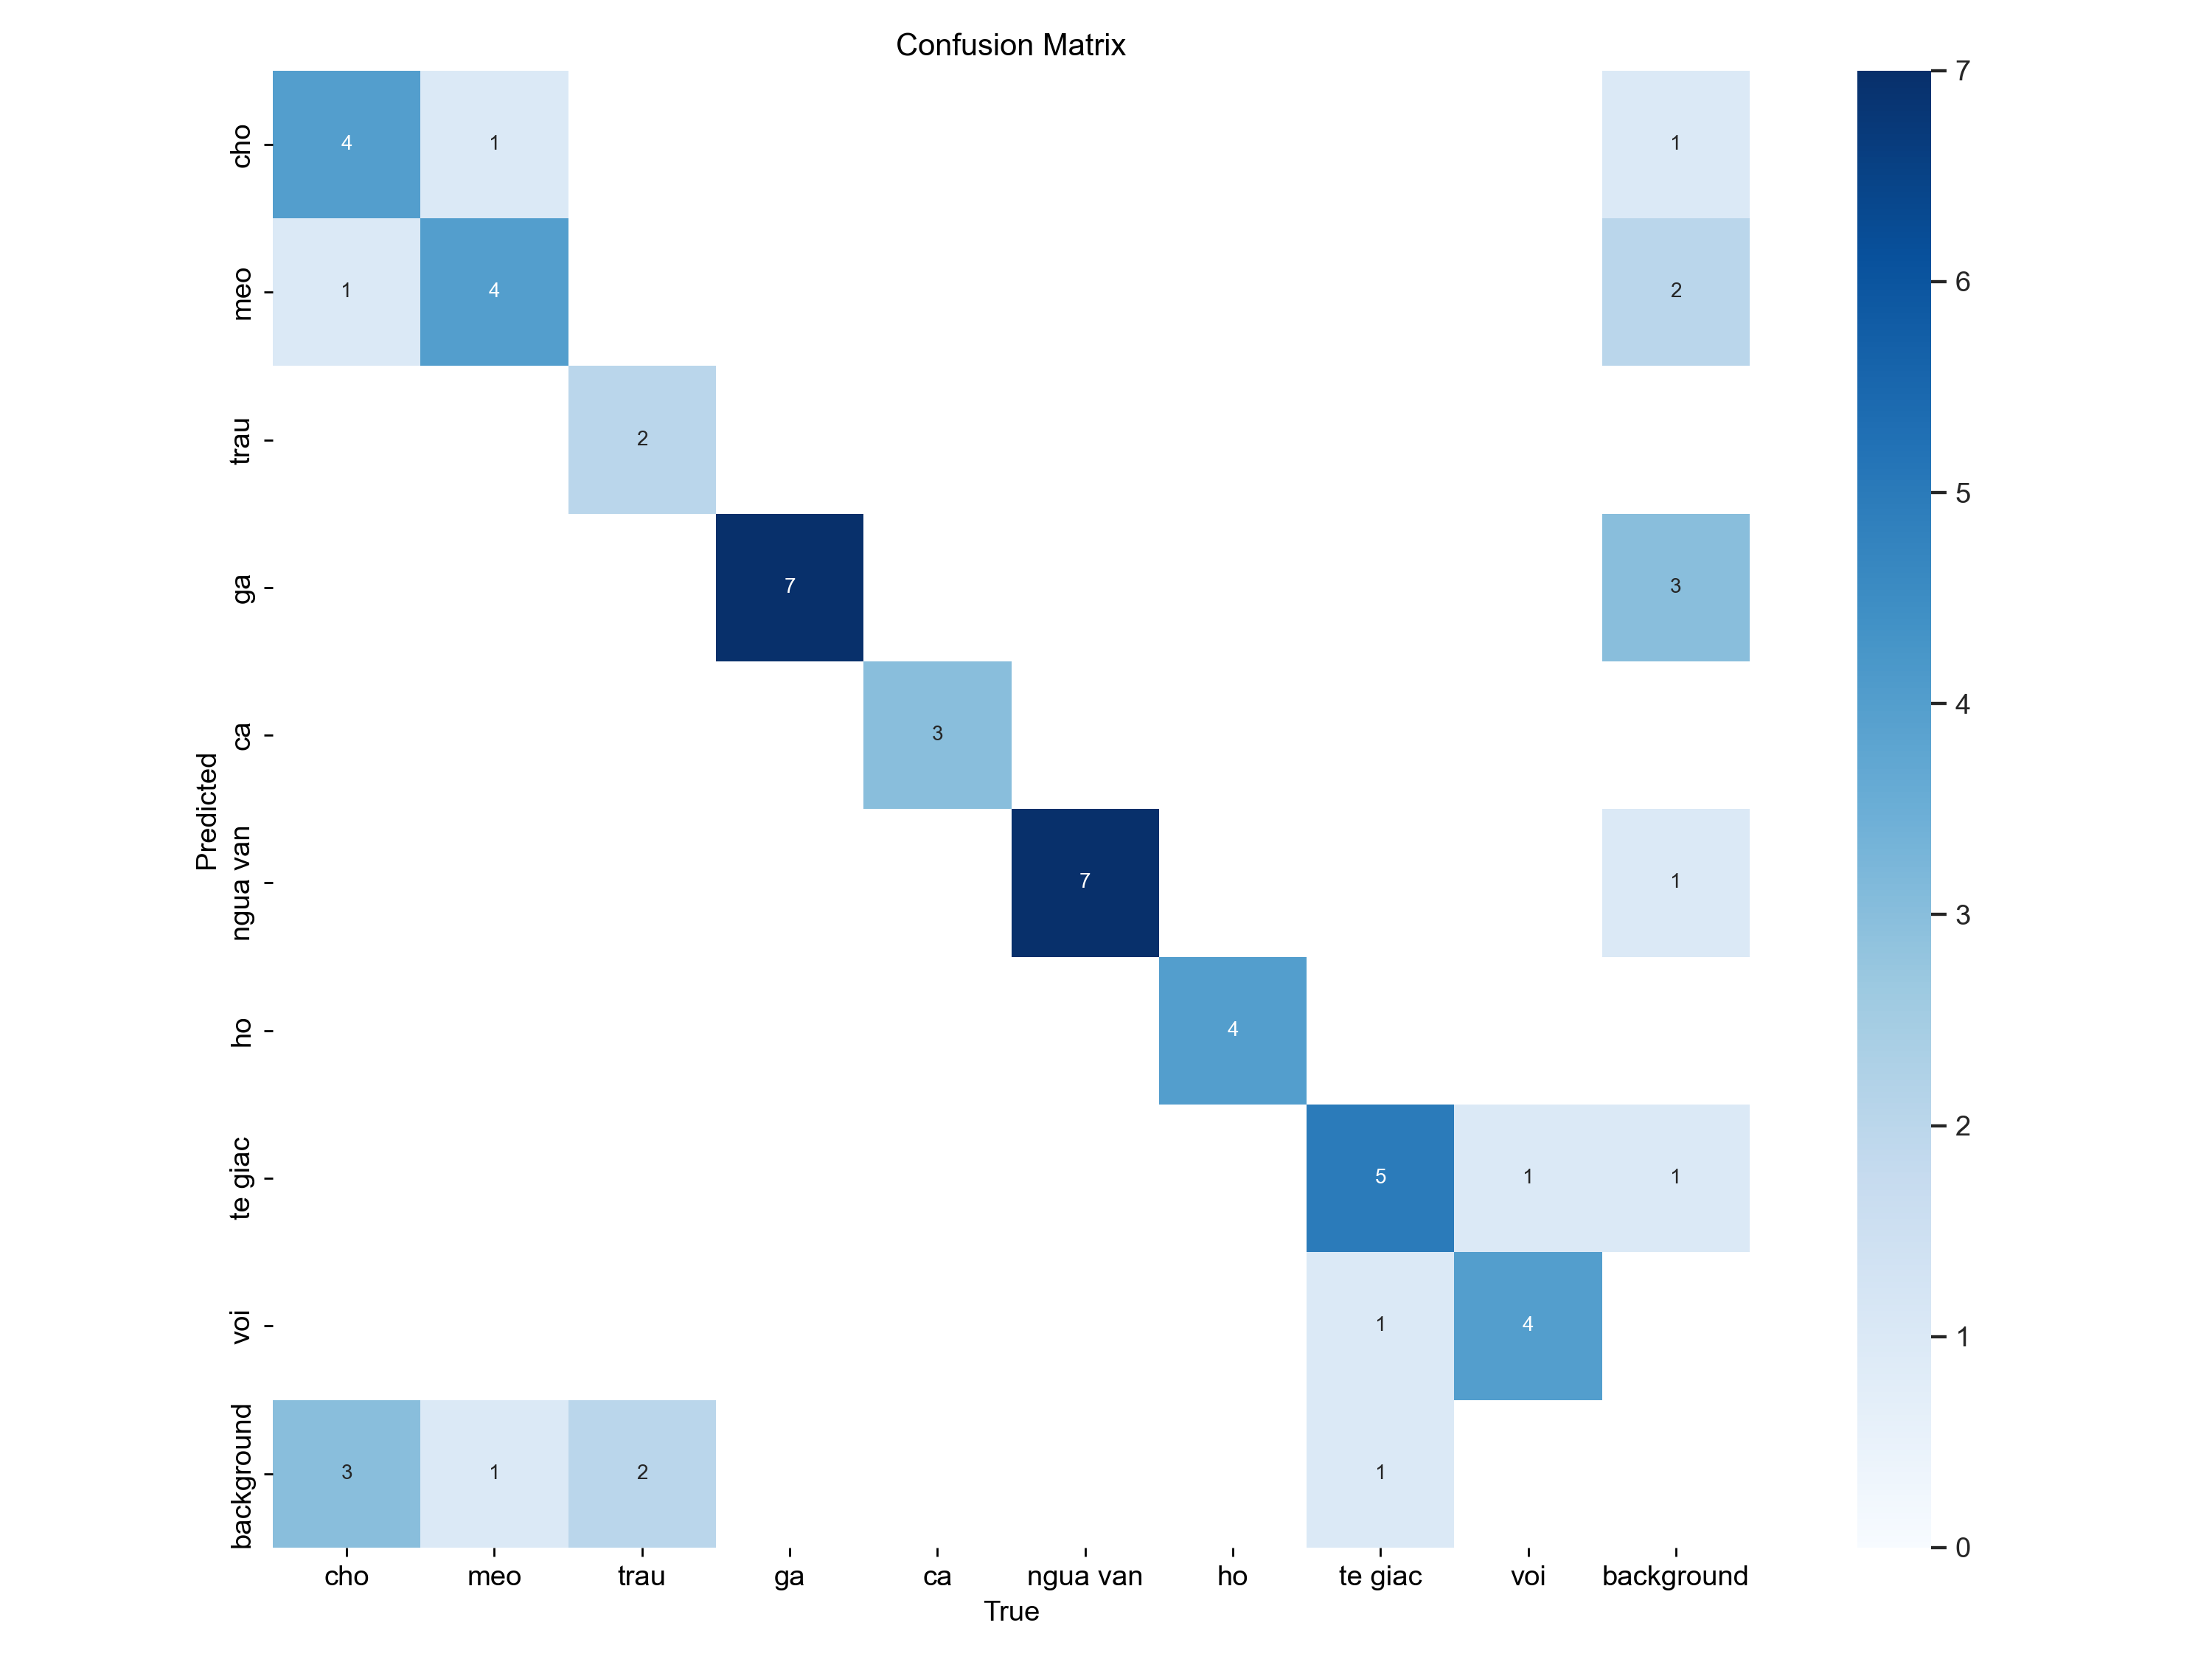 Confusion Matrix
cho 4 1 1
meo 1 4 2
trau 2
ga 7 3
ca 3
ngua van 7 1
ho 4
te giac 5 1 1
voi 1 4
background 3 1 2 1
Predicted
cho meo trau ga ca ngua van ho te giac voi background
True
7
6
5
4
3
2
1
0